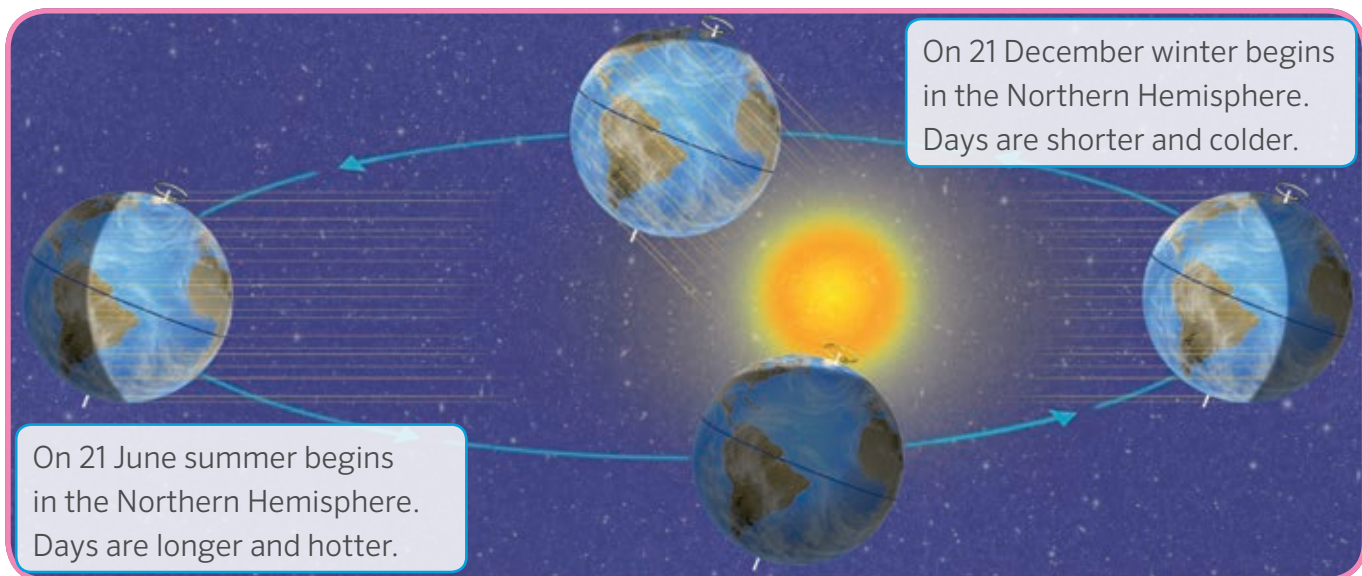 On 21 December winter begins
in the Northern Hemisphere.
Days are shorter and colder.
On 21 June summer begins
in the Northern Hemisphere.
Days are longer and hotter.